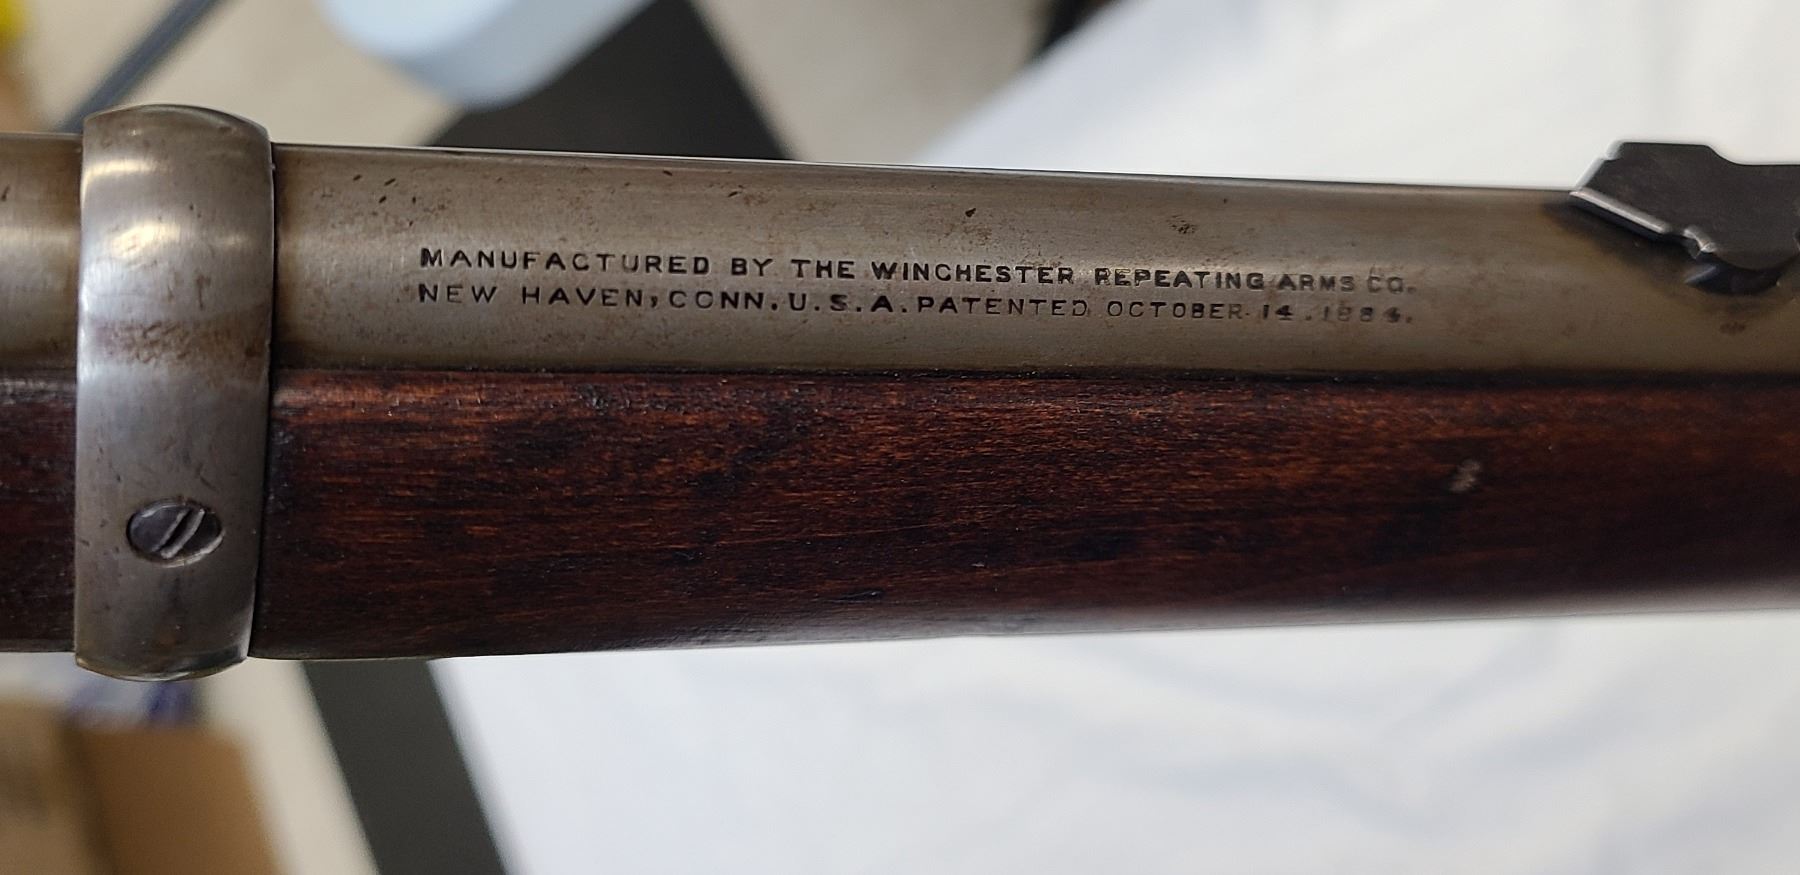 MANUFACTURED BY THE WINCHESTER REPEATING ARMS CO.
NEW HAVEN, CONN. U.S.A. PATENTED OCTOBER 14. 1884.